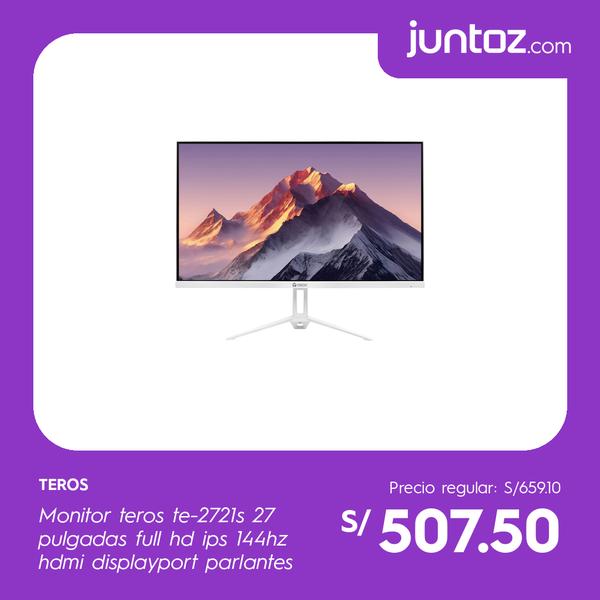 juntoz.com
TEROS
Monitor teros te-2721s 27
pulgadas full hd ips 144hz
hdmi displayport parlantes
Precio regular: S/659.10
S/ 507.50